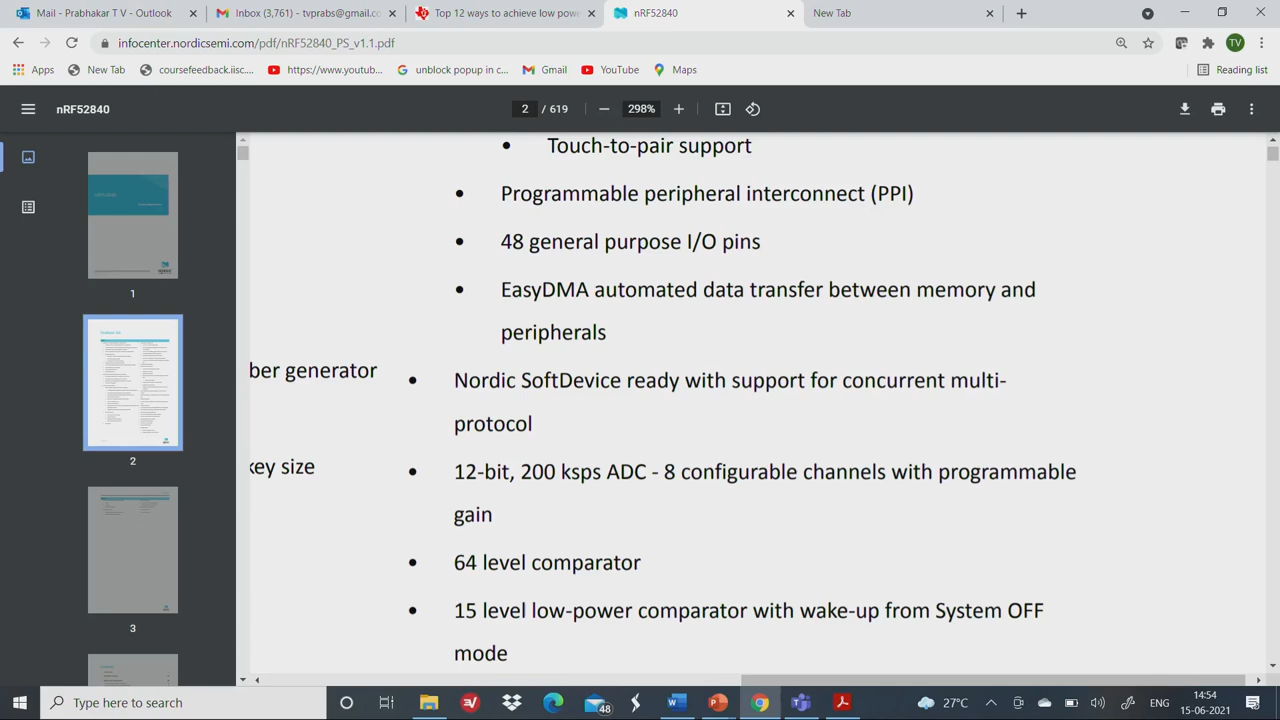 Mail - Prabhakar T V - Outlook
Inbox (3,761) - tvprabs@gmail.co
Top 12 ways to achieve low powe
nRF52840
New Tab
infocenter.nordicsemi.com/pdf/nRF52840_PS_v1.1.pdf
TV
Apps
New Tab
coursefeedback.iisc....
https://www.youtub...
unblock popup in c...
Gmail
YouTube
Maps
Reading list
nRF52840
2 / 619
298%
1
2
3
Touch-to-pair support
Programmable peripheral interconnect (PPI)
48 general purpose I/O pins
EasyDMA automated data transfer between memory and
peripherals
ber generator
Nordic SoftDevice ready with support for concurrent multi-
protocol
key size
12-bit, 200 ksps ADC - 8 configurable channels with programmable
gain
64 level comparator
15 level low-power comparator with wake-up from System OFF
mode
Type here to search
48
27°C
ENG
14:54
15-06-2021